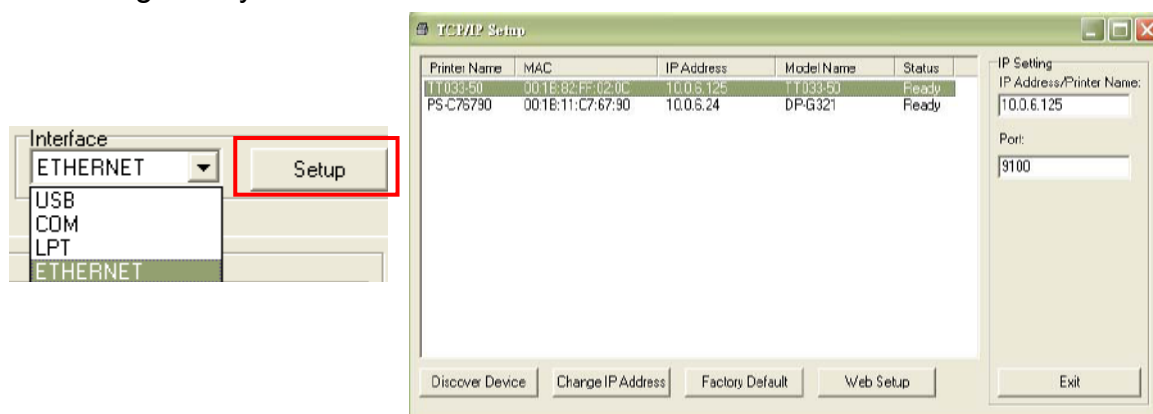 Interface
ETHERNET
Setup
USB
COM
LPT
ETHERNET
TCP/IP Setup
Printer Name MAC IP Address Model Name Status
TT033-50 00:1B:82:FF:02:0C 10.0.6.125 TT033-50 Ready
PS-C76790 00:1B:11:C7:67:90 10.0.6.24 DP-G321 Ready
IP Setting
IP Address/Printer Name:
10.0.6.125
Port:
9100
Discover Device Change IP Address Factory Default Web Setup Exit